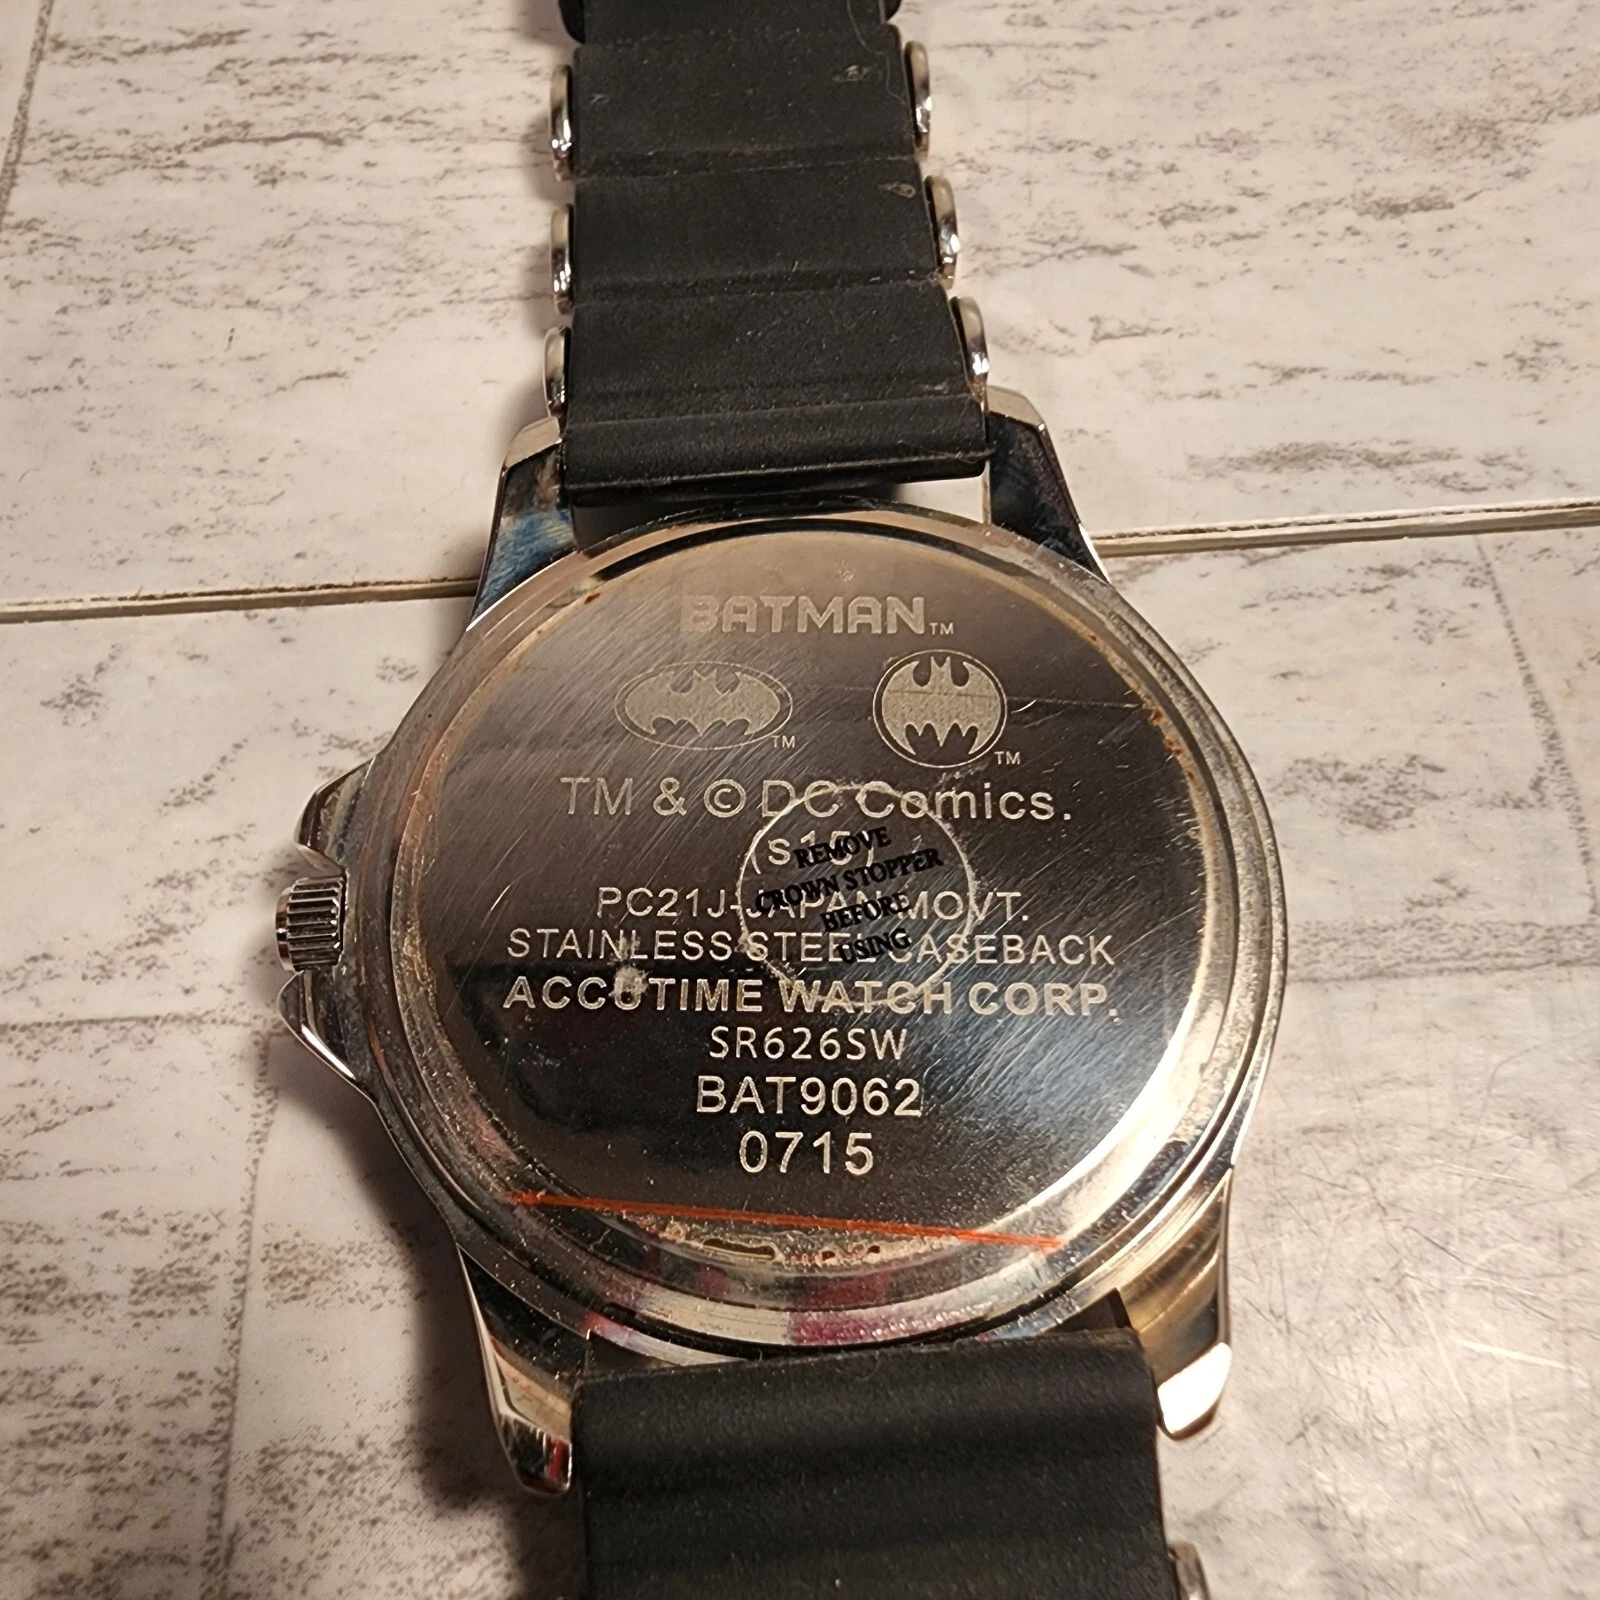 BATMAN™
™ ™
TM & © DC Comics.
(s15)
PC21J-JAPAN MOVT.
STAINLESS STEEL CASEBACK
ACCUTIME WATCH CORP.
SR626SW
BAT9062
0715
REMOVE
CROWN STOPPER
BEFORE
USING